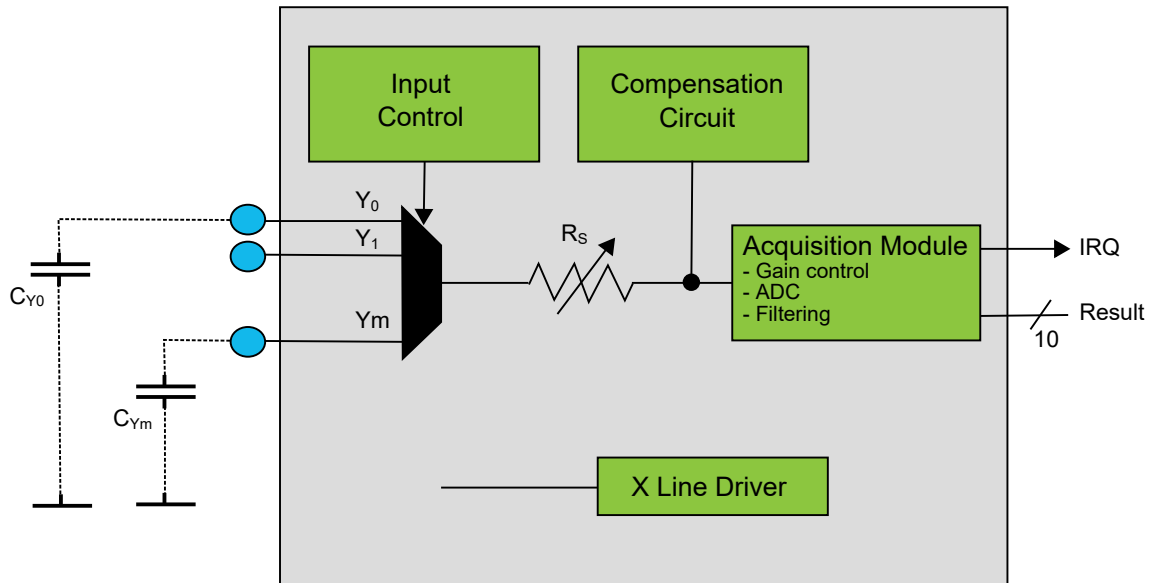 Input
Control
Compensation
Circuit
Y0
Y1
Ym
RS
Acquisition Module
- Gain control
- ADC
- Filtering
IRQ
Result
10
CY0
CYm
X Line Driver